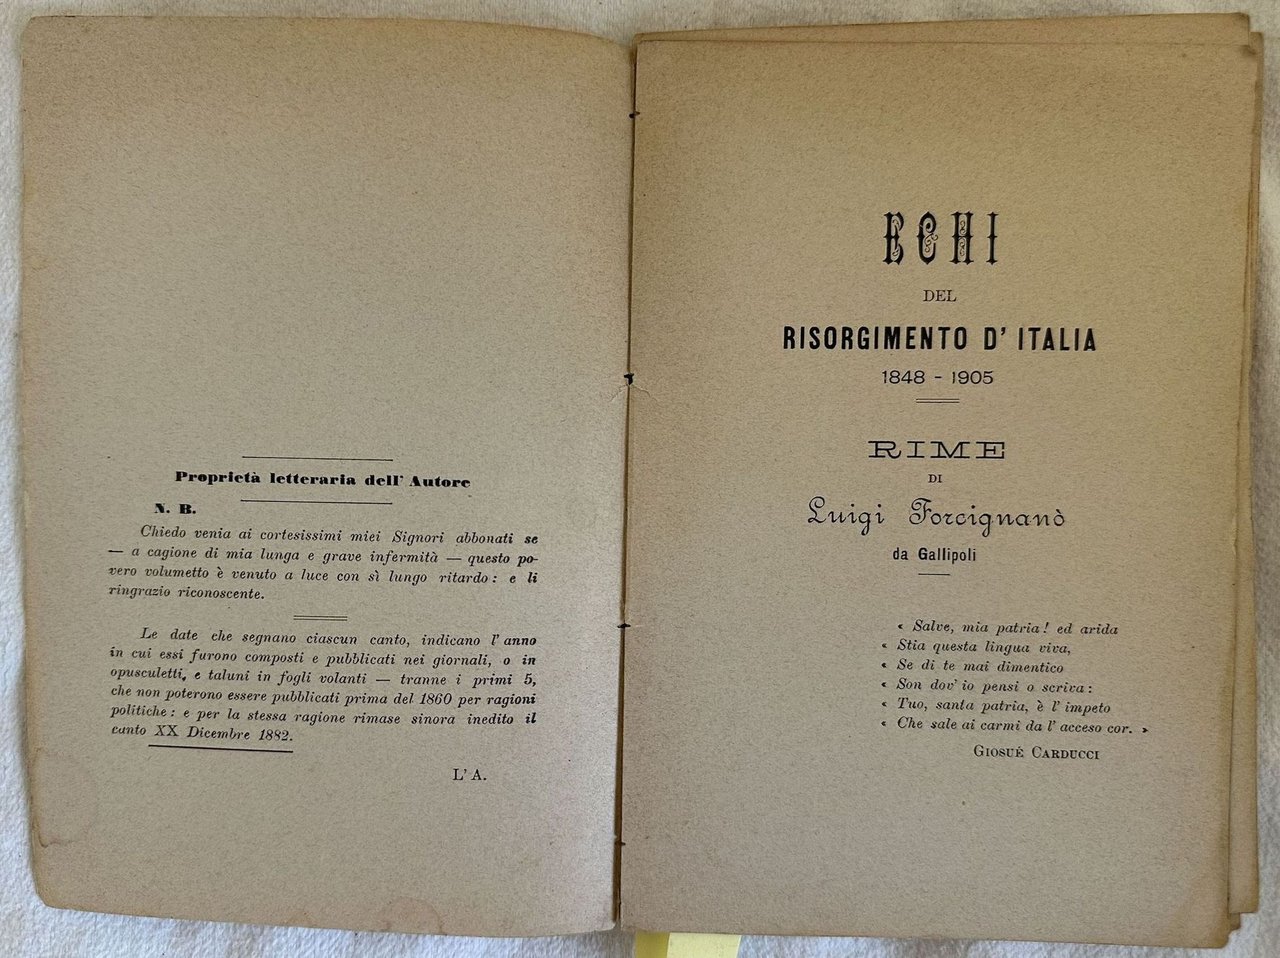 Proprietà letteraria dell' Autore
N. B.
Chiedo venia ai cortesissimi miei Signori abbonati se
— a cagione di mia lunga e grave infermità — questo po-
vero volumetto è venuto a luce con sì lungo ritardo : e li
ringrazio riconoscente.
Le date che segnano ciascun canto, indicano l' anno
in cui essi furono composti e pubblicati nei giornali, o in
opusculetti, e taluni in fogli volanti — tranne i primi 5,
che non poterono essere pubblicati prima del 1860 per ragioni
politiche : e per la stessa ragione rimase sinora inedito il
canto XX Dicembre 1882.
L' A.
ECHI
DEL
RISORGIMENTO D' ITALIA
1848 - 1905
RIME
DI
Luigi Forcignanò
da Gallipoli
« Salve, mia patria ! ed arida
« Stia questa lingua viva,
« Se di te mai dimentico
« Son dov' io pensi o scriva :
« Tuo, santa patria, è l' impeto
« Che sale ai carmi da l' acceso cor. »
GIOSUÉ CARDUCCI